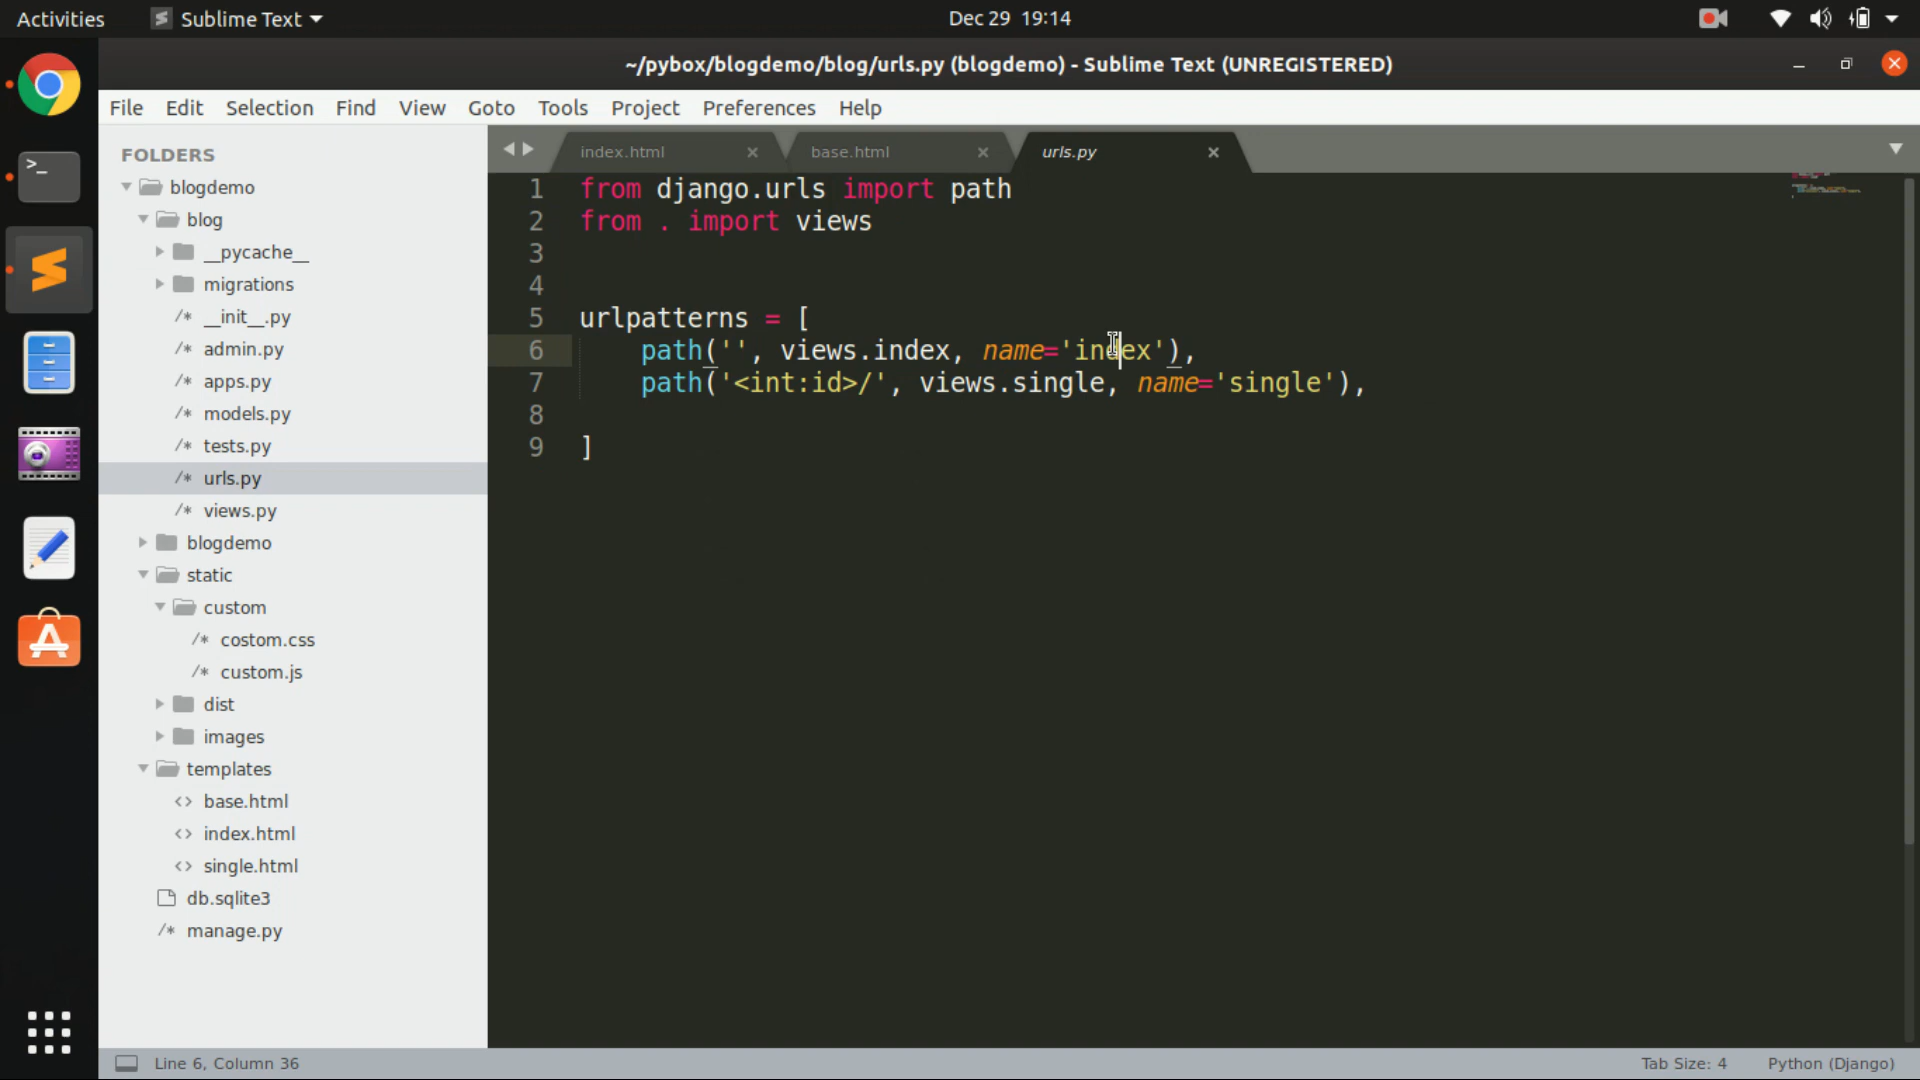 Activities Sublime Text Dec 29 19:14
~/pybox/blogdemo/blog/urls.py (blogdemo) - Sublime Text (UNREGISTERED)
File Edit Selection Find View Goto Tools Project Preferences Help
FOLDERS
blogdemo
blog
__pycache__
migrations
/* __init__.py
/* admin.py
/* apps.py
/* models.py
/* tests.py
/* urls.py
/* views.py
blogdemo
static
custom
/* costom.css
/* custom.js
dist
images
templates
<> base.html
<> index.html
<> single.html
db.sqlite3
/* manage.py
index.html base.html urls.py
1 from django.urls import path
2 from . import views
3
4
5 urlpatterns = [
6 path('', views.index, name='index'),
7 path('<int:id>/', views.single, name='single'),
8
9 ]
Line 6, Column 36 Tab Size: 4 Python (Django)